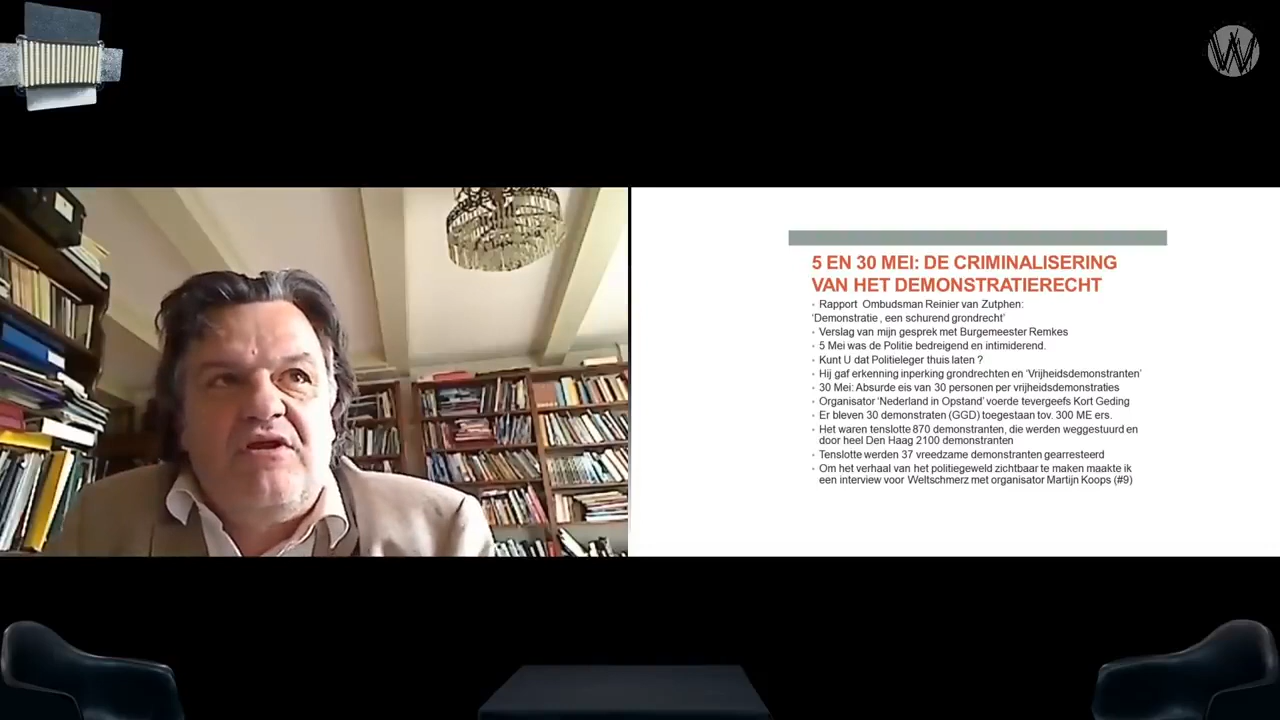 5 EN 30 MEI: DE CRIMINALISERING
VAN HET DEMONSTRATIERECHT
Rapport Ombudsman Reinier van Zutphen:
'Demonstratie , een schurend grondrecht'
Verslag van mijn gesprek met Burgemeester Remkes
5 Mei was de Politie bedreigend en intimiderend.
Kunt U dat Politieleger thuis laten ?
Hij gaf erkenning inperking grondrechten en 'Vrijheidsdemonstranten'
30 Mei: Absurde eis van 30 personen per vrijheidsdemonstraties
Organisator 'Nederland in Opstand' voerde tevergeefs Kort Geding
Er bleven 30 demonstraten (GGD) toegestaan tov. 300 ME ers.
Het waren tenslotte 870 demonstranten, die werden weggestuurd en
door heel Den Haag 2100 demonstranten
Tenslotte werden 37 vreedzame demonstranten gearresteerd
Om het verhaal van het politiegeweld zichtbaar te maken maakte ik
een interview voor Weltschmerz met organisator Martijn Koops (#9)